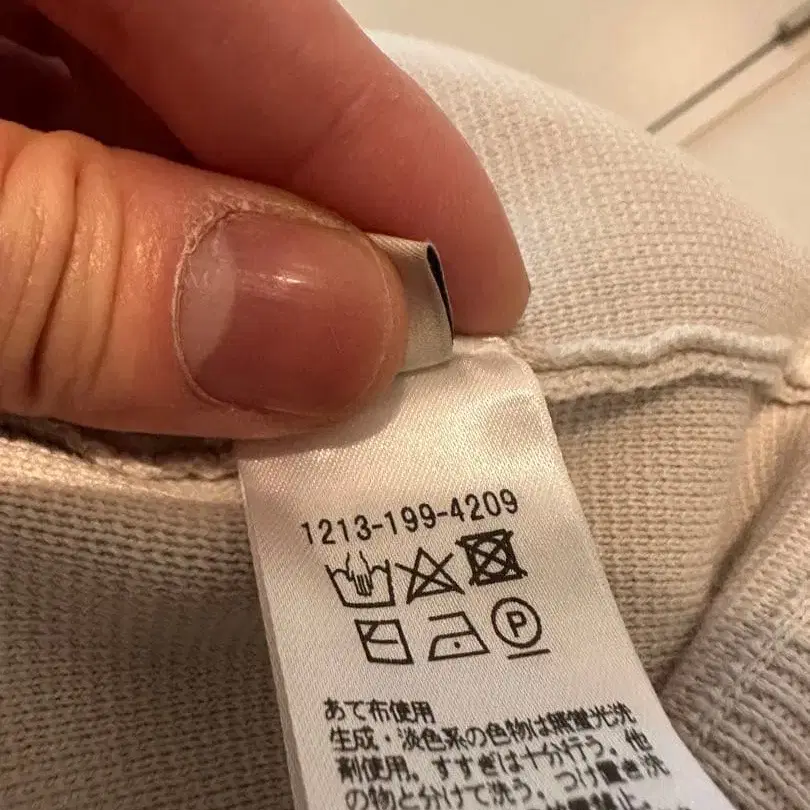 1213-199-4209
P
あて布使用
生成・淡色系の色物は無蛍光洗
剤使用。すすぎは十分行う。他
の物と分けて洗う。つけ置き洗